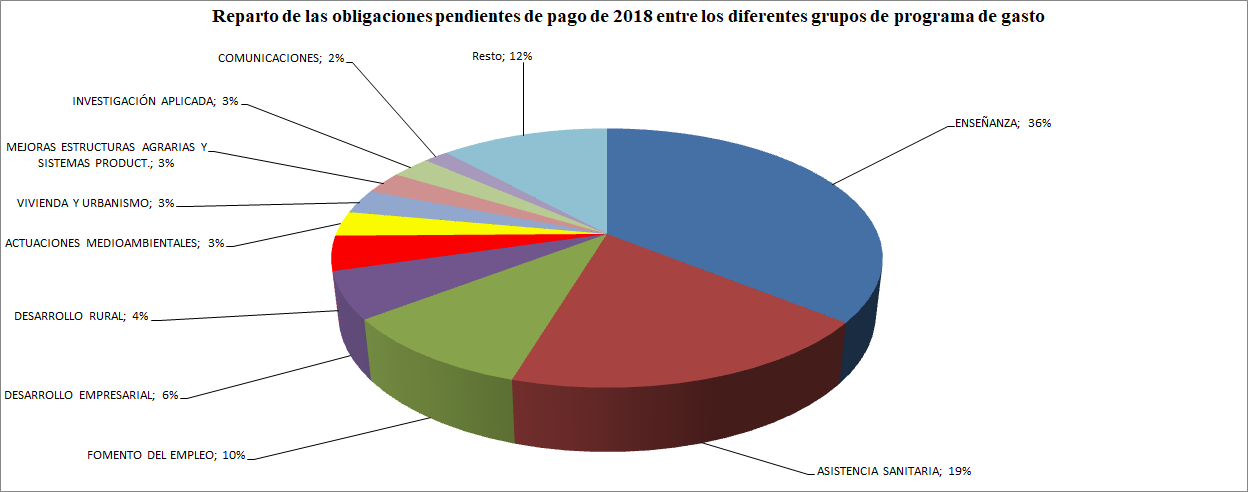 Reparto de las obligaciones pendientes de pago de 2018 entre los diferentes grupos de programa de gasto
COMUNICACIONES; 2%
Resto; 12%
INVESTIGACIÓN APLICADA; 3%
ENSEÑANZA; 36%
MEJORAS ESTRUCTURAS AGRARIAS Y
SISTEMAS PRODUCT.; 3%
VIVIENDA Y URBANISMO; 3%
ACTUACIONES MEDIOAMBIENTALES; 3%
DESARROLLO RURAL; 4%
DESARROLLO EMPRESARIAL; 6%
FOMENTO DEL EMPLEO; 10%
ASISTENCIA SANITARIA; 19%